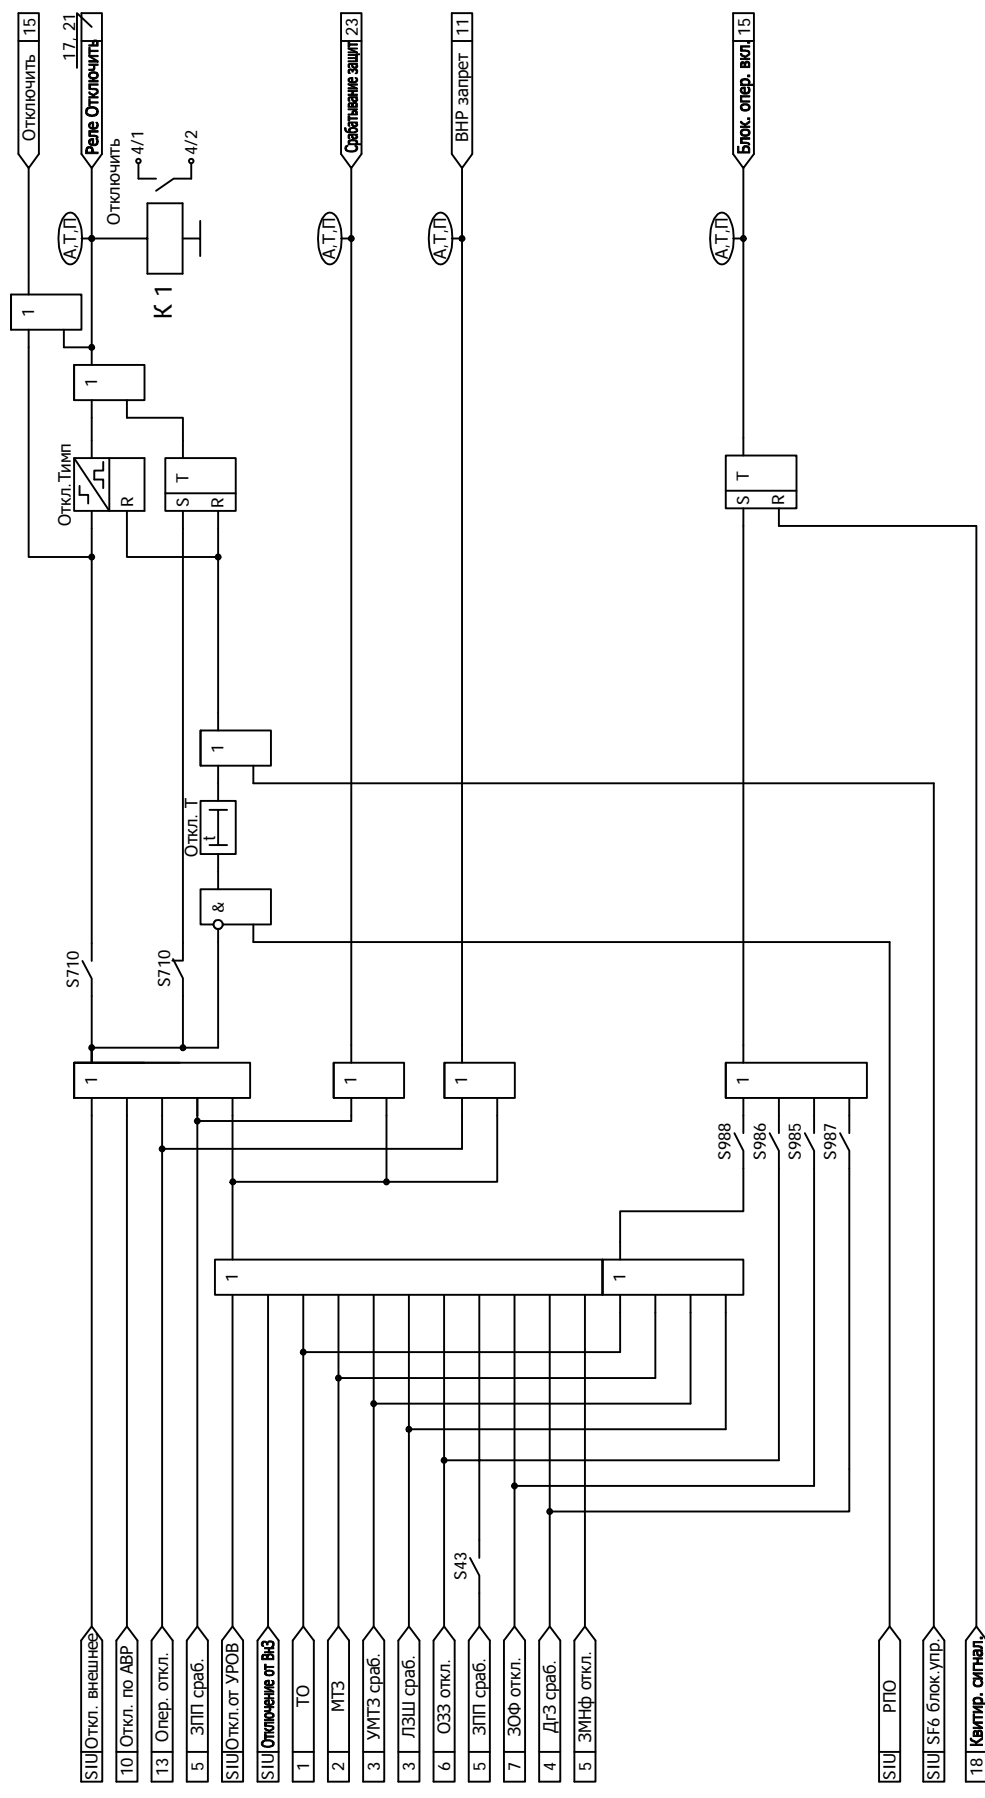 SIU Откл. внешнее
10 Откл. по АВР
13 Опер. откл.
5 ЗПП сраб.
SIU Откл. от УРОВ
SIU Отключение от ВнЗ
1 ТО
2 МТЗ
3 УМТЗ сраб.
3 ЛЗШ сраб.
6 ОЗЗ откл.
5 ЗПП сраб.
7 ЗОФ откл.
4 ДгЗ сраб.
5 ЗМНф откл.
SIU РПО
SIU SF6 блок.упр.
18 Квитир. сигнал.
S43
1
1
S988
S986
S985
S987
1
1
1
1
S710
S710
&
Откл. Т
t
1
Откл.Тимп
R
S T
R
S T
R
1
1
К 1
А,Т,П
А,Т,П
А,Т,П
А,Т,П
Отключить
4/1
4/2
Отключить 15
Реле Отключить
17, 21
Срабатывание защит 23
ВНР запрет 11
Блок. опер. вкл. 15